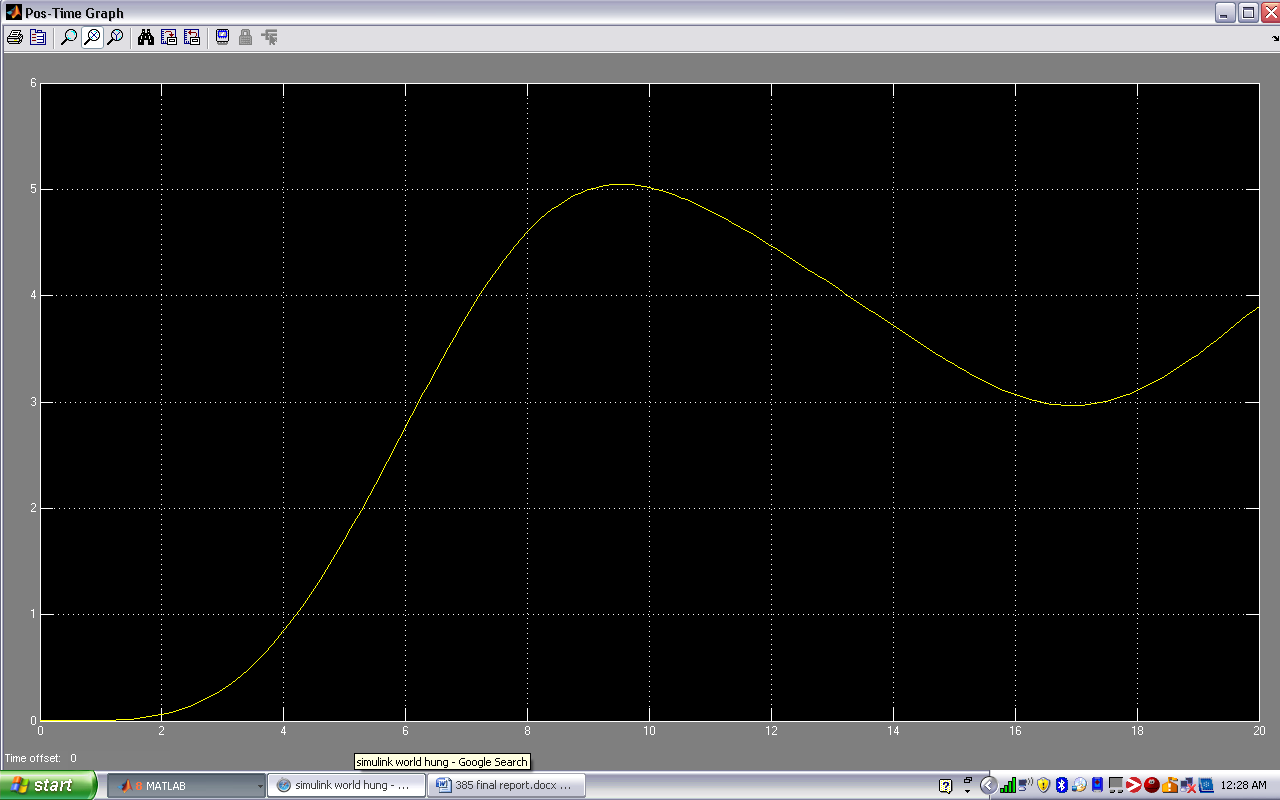 Pos-Time Graph
6
5
4
3
2
1
0
0 2 4 6 8 10 12 14 16 18 20
Time offset: 0
simulink world hung - Google Search
start
8 MATLAB
simulink world hung - ...
385 final report.docx ...
12:28 AM